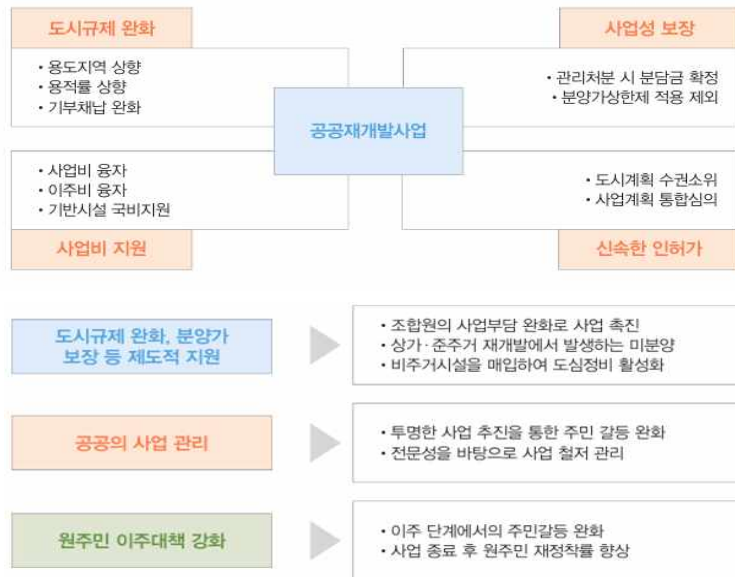 도시규제 완화
• 용도지역 상향
• 용적률 상향
• 기부채납 완화
사업성 보장
• 관리처분 시 분담금 확정
• 분양가상한제 적용 제외
공공재개발사업
• 사업비 융자
• 이주비 융자
• 기반시설 국비지원
사업비 지원
• 도시계획 수권소위
• 사업계획 통합심의
신속한 인허가
도시규제 완화, 분양가
보장 등 제도적 지원
• 조합원의 사업부담 완화로 사업 촉진
• 상가·준주거 재개발에서 발생하는 미분양
• 비주거시설을 매입하여 도심정비 활성화
공공의 사업 관리
• 투명한 사업 추진을 통한 주민 갈등 완화
• 전문성을 바탕으로 사업 철저 관리
원주민 이주대책 강화
• 이주 단계에서의 주민갈등 완화
• 사업 종료 후 원주민 재정착률 향상